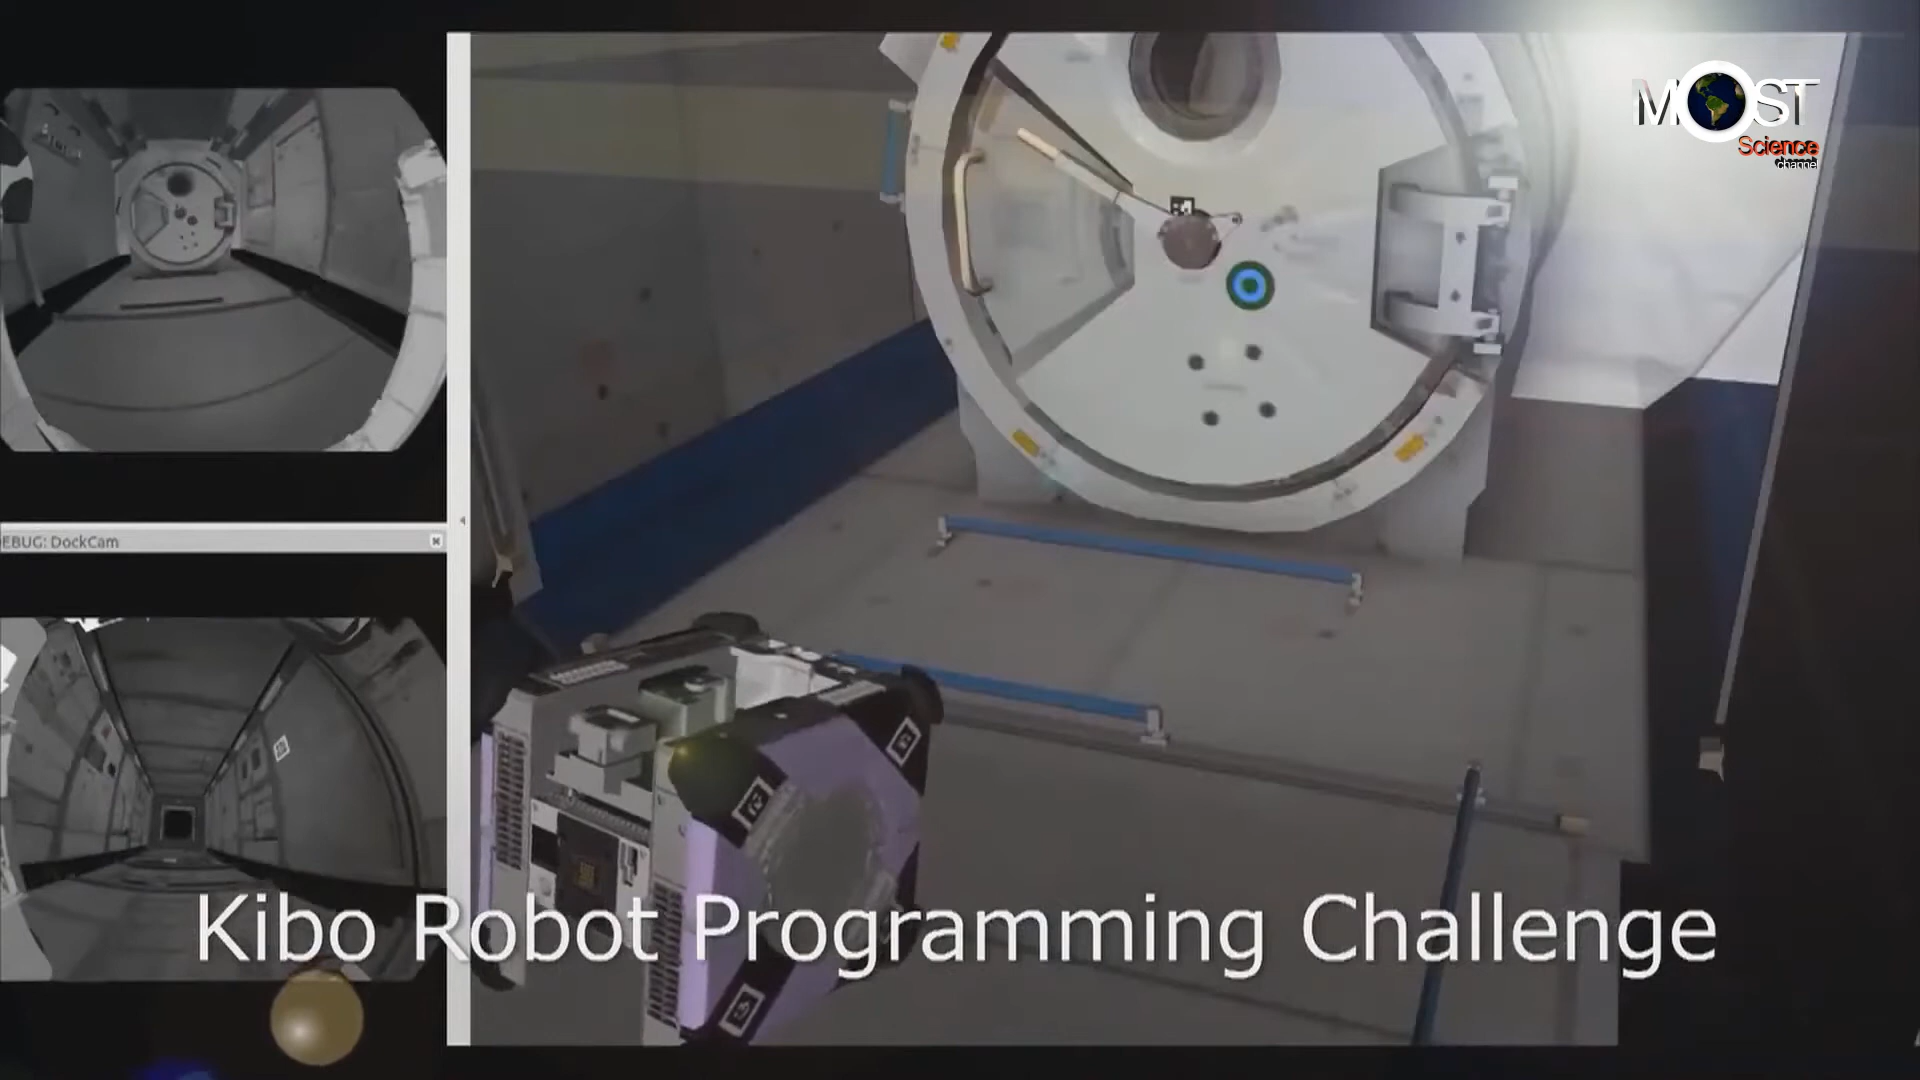 MOST
Science
channel
EBUG: DockCam
Kibo Robot Programming Challenge